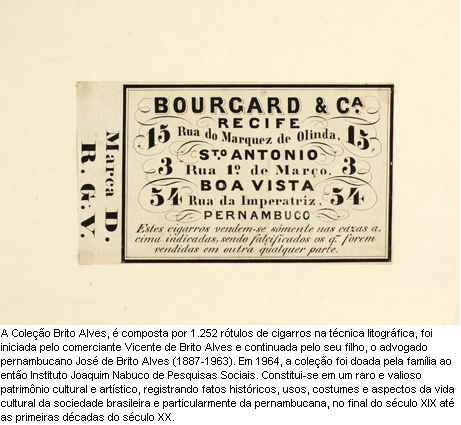 BOURGARD & CA.
RECIFE
15 Rua do Marquez de Olinda, 15
STO. ANTONIO
3 Rua 1º de Março, 3
BOA VISTA
54 Rua da Imperatriz, 54
PERNAMBUCO
Estes cigarros vendem-se sómente nas cazas a,
cima indicadas, sendo falcificados os q. forem
vendidas em outra qualquer parte.
Marca D.
R. G. V.
A Coleção Brito Alves, é composta por 1.252 rótulos de cigarros na técnica litográfica, foi
iniciada pelo comerciante Vicente de Brito Alves e continuada pelo seu filho, o advogado
pernambucano José de Brito Alves (1887-1963). Em 1964, a coleção foi doada pela família ao
então Instituto Joaquim Nabuco de Pesquisas Sociais. Constitui-se em um raro e valioso
patrimônio cultural e artístico, registrando fatos históricos, usos, costumes e aspectos da vida
cultural da sociedade brasileira e particularmente da pernambucana, no final do século XIX até
as primeiras décadas do século XX.